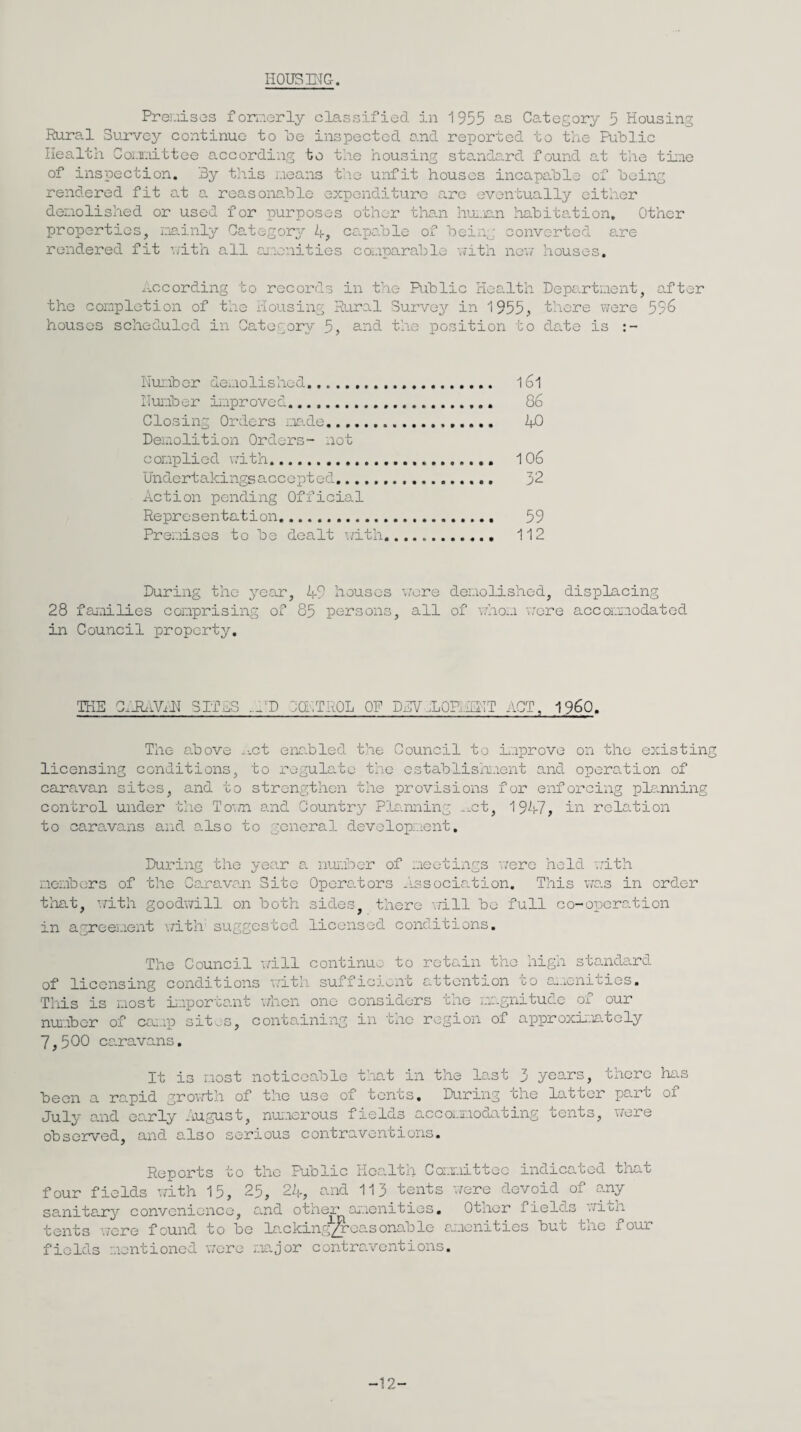 HOUSING.
Premises formerly classified in 1955 as Category 5 Housing
Rural Survey continue to be inspected and reported to the Public
Health Committee according to the housing standard found at the time
of inspection. By this means the unfit houses incapable of being
rendered fit at a reasonable expenditure are eventually either
demolished or used for purposes other than human habitation. Other
properties, mainly Category 4, capable of being converted are
rendered fit with all amenities comparable with new houses.
According to records in the Public Health Department, after
the completion of the Housing Rural Survey in 1955, there were 596
houses scheduled in Category 5, and the position to date is :-
Number demolished...................... 161
Number improved........................ 86
Closing Orders made.................... 40
Demolition Orders- not
complied with.......................... 106
Undertakings accepted.................. 32
Action pending Official
Representation......................... 59
Premises to be dealt with............. 112
During the year, 49 houses were demolished, displacing
28 families comprising of 85 persons, all of whom were accommodated
in Council property.
THE CARAVAN SITES AND CONTROL OF DEVELOPMENT ACT, 1960.
The above Act enabled the Council to improve on the existing
licensing conditions, to regulate the establishment and operation of
caravan sites, and to strengthen the provisions for enforcing planning
control under the Town and Country Planning Act, 1947, in relation
to caravans and also to general development.
During the year a number of meetings were held with
members of the Caravan Site Operators Association. This was in order
that, with goodwill on both sides, there will be full co-operation
in agreement with suggested licensed conditions.
The Council will continue to retain the high standard
of licensing conditions with sufficient attention to amenities.
This is most important when one considers the magnitude of our
number of camp sites, containing in the region of approximately
7,500 caravans.
It is most noticeable that in the last 3 years, there has
been a rapid growth of the use of tents. During the latter part of
July and early August, numerous fields accommodating tents, were
observed, and also serious contraventions.
Reports to the Public Health Committee indicated that
four fields with 15, 25, 24, and 113 tents were devoid of any
sanitary convenience, and other amenities. Other fields with
tents were found to be lacking/in reasonable amenities but the four
fields mentioned were major contraventions.
-12-